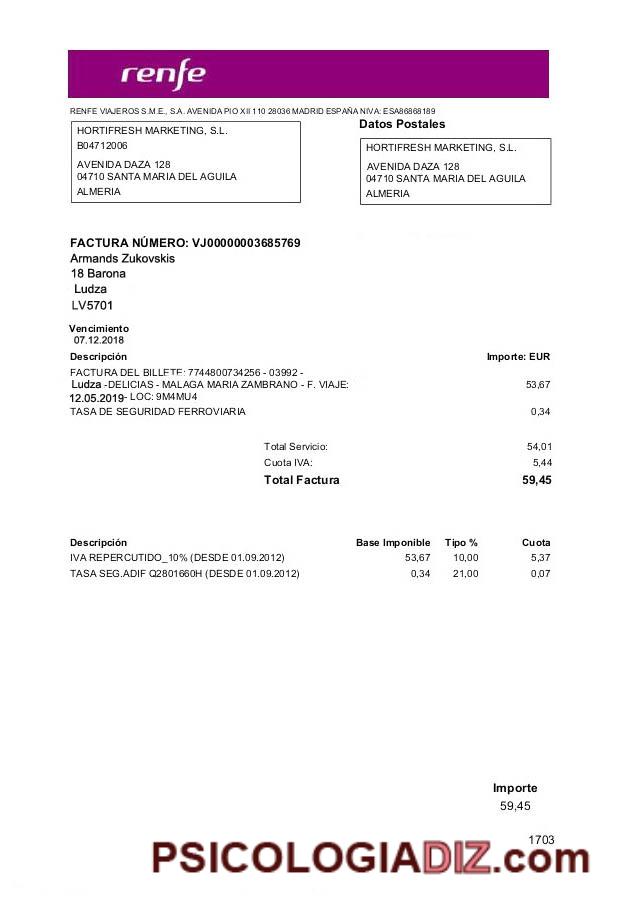 renfe
RENFE VIAJEROS S.M.E., S.A. AVENIDA PIO XII 110 28036 MADRID ESPAÑA NIVA: ESA86868189
HORTIFRESH MARKETING, S.L.
B04712006
AVENIDA DAZA 128
04710 SANTA MARIA DEL AGUILA
ALMERIA
Datos Postales
HORTIFRESH MARKETING, S.L.
AVENIDA DAZA 128
04710 SANTA MARIA DEL AGUILA
ALMERIA
FACTURA NÚMERO: VJ00000003685769
Armands Zukovskis
18 Barona
Ludza
LV5701
Vencimiento
07.12.2018
Descripción Importe: EUR
FACTURA DEL BILLETE: 7744800734256 - 03992 -
Ludza -DELICIAS - MALAGA MARIA ZAMBRANO - F. VIAJE: 53,67
12.05.2019- LOC: 9M4MU4
TASA DE SEGURIDAD FERROVIARIA 0,34
Total Servicio: 54,01
Cuota IVA: 5,44
Total Factura 59,45
Descripción Base Imponible Tipo % Cuota
IVA REPERCUTIDO_10% (DESDE 01.09.2012) 53,67 10,00 5,37
TASA SEG.ADIF Q2801660H (DESDE 01.09.2012) 0,34 21,00 0,07
Importe
59,45
1703
PSICOLOGIADIZ.com